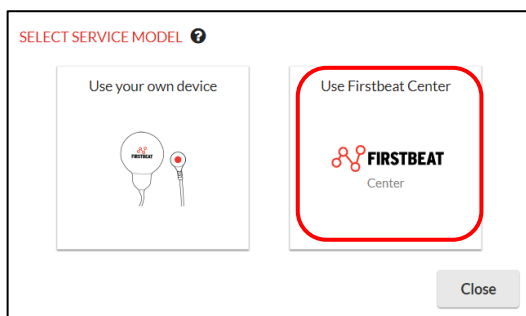 SELECT SERVICE MODEL ?
Use your own device
FIRSTBEAT
Use Firstbeat Center
FIRSTBEAT
Center
Close